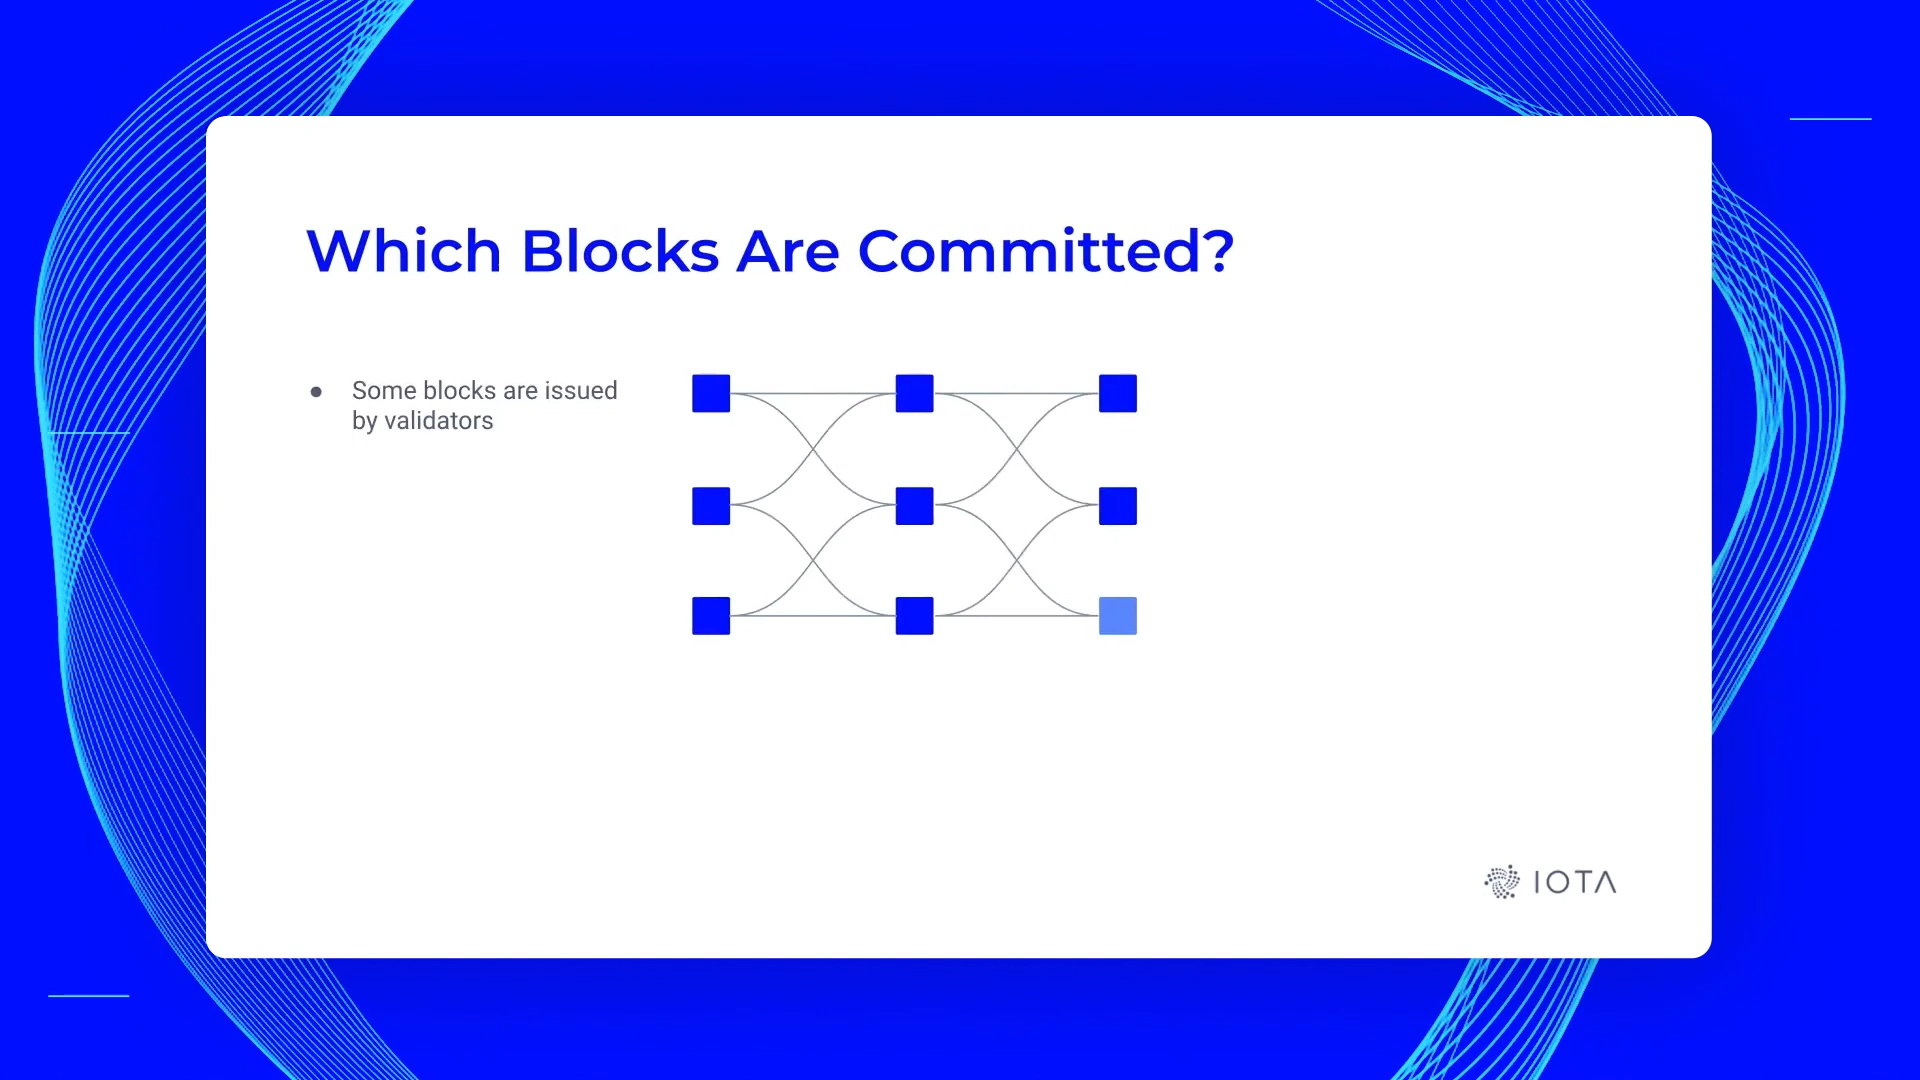 Which Blocks Are Committed?
● Some blocks are issued
by validators
IOTA